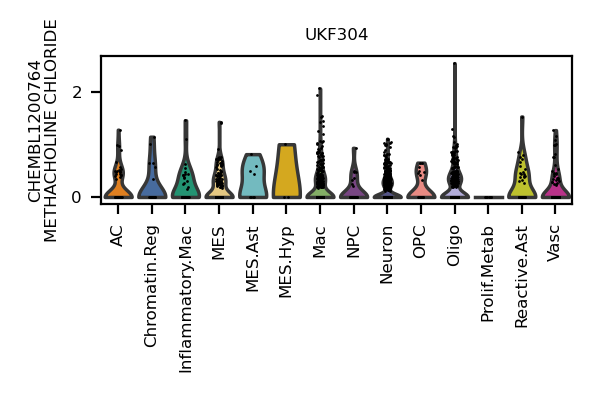 UKF304
CHEMBL1200764
METHACHOLINE CHLORIDE
2
0
AC
Chromatin.Reg
Inflammatory.Mac
MES
MES.Ast
MES.Hyp
Mac
NPC
Neuron
OPC
Oligo
Prolif.Metab
Reactive.Ast
Vasc